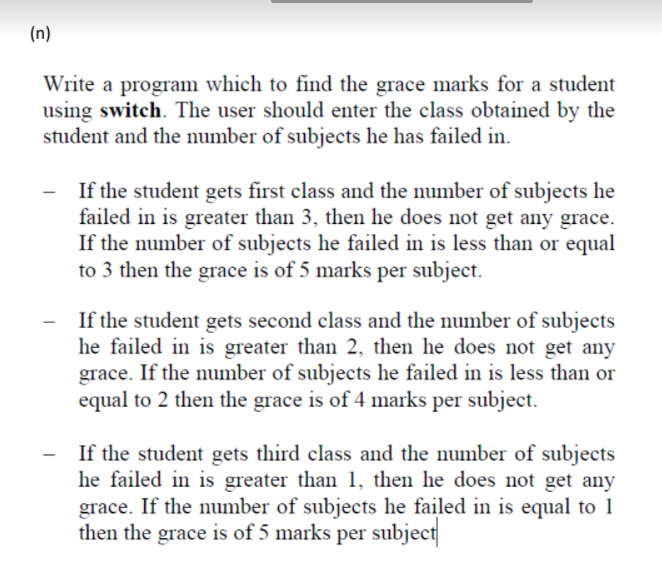 (n)
Write a program which to find the grace marks for a student
using switch. The user should enter the class obtained by the
student and the number of subjects he has failed in.
– If the student gets first class and the number of subjects he
failed in is greater than 3, then he does not get any grace.
If the number of subjects he failed in is less than or equal
to 3 then the grace is of 5 marks per subject.
– If the student gets second class and the number of subjects
he failed in is greater than 2, then he does not get any
grace. If the number of subjects he failed in is less than or
equal to 2 then the grace is of 4 marks per subject.
– If the student gets third class and the number of subjects
he failed in is greater than 1, then he does not get any
grace. If the number of subjects he failed in is equal to 1
then the grace is of 5 marks per subject